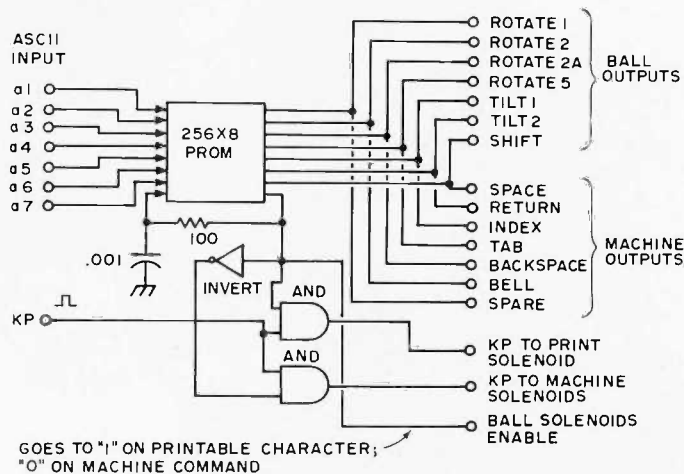 ASCII
INPUT
a1
a2
a3
a4
a5
a6
a7
256X8
PROM
100
.001
INVERT
AND
AND
KP
ROTATE 1
ROTATE 2
ROTATE 2A
ROTATE 5
TILT 1
TILT 2
SHIFT
BALL
OUTPUTS
SPACE
RETURN
INDEX
TAB
BACKSPACE
BELL
SPARE
MACHINE
OUTPUTS
KP TO PRINT
SOLENOID
KP TO MACHINE
SOLENOIDS
BALL SOLENOIDS
ENABLE
GOES TO "1" ON PRINTABLE CHARACTER;
"0" ON MACHINE COMMAND